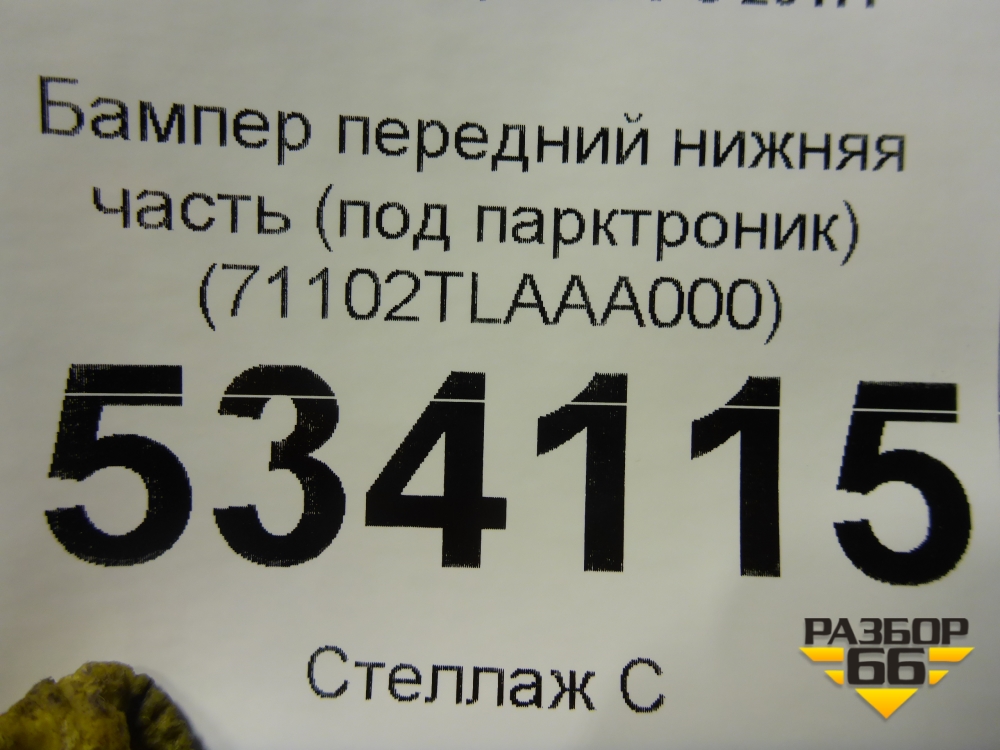 Бампер передний нижняя
часть (под парктроник)
(71102TLAAA000)
534115
Стеллаж С
РАЗБОР
66